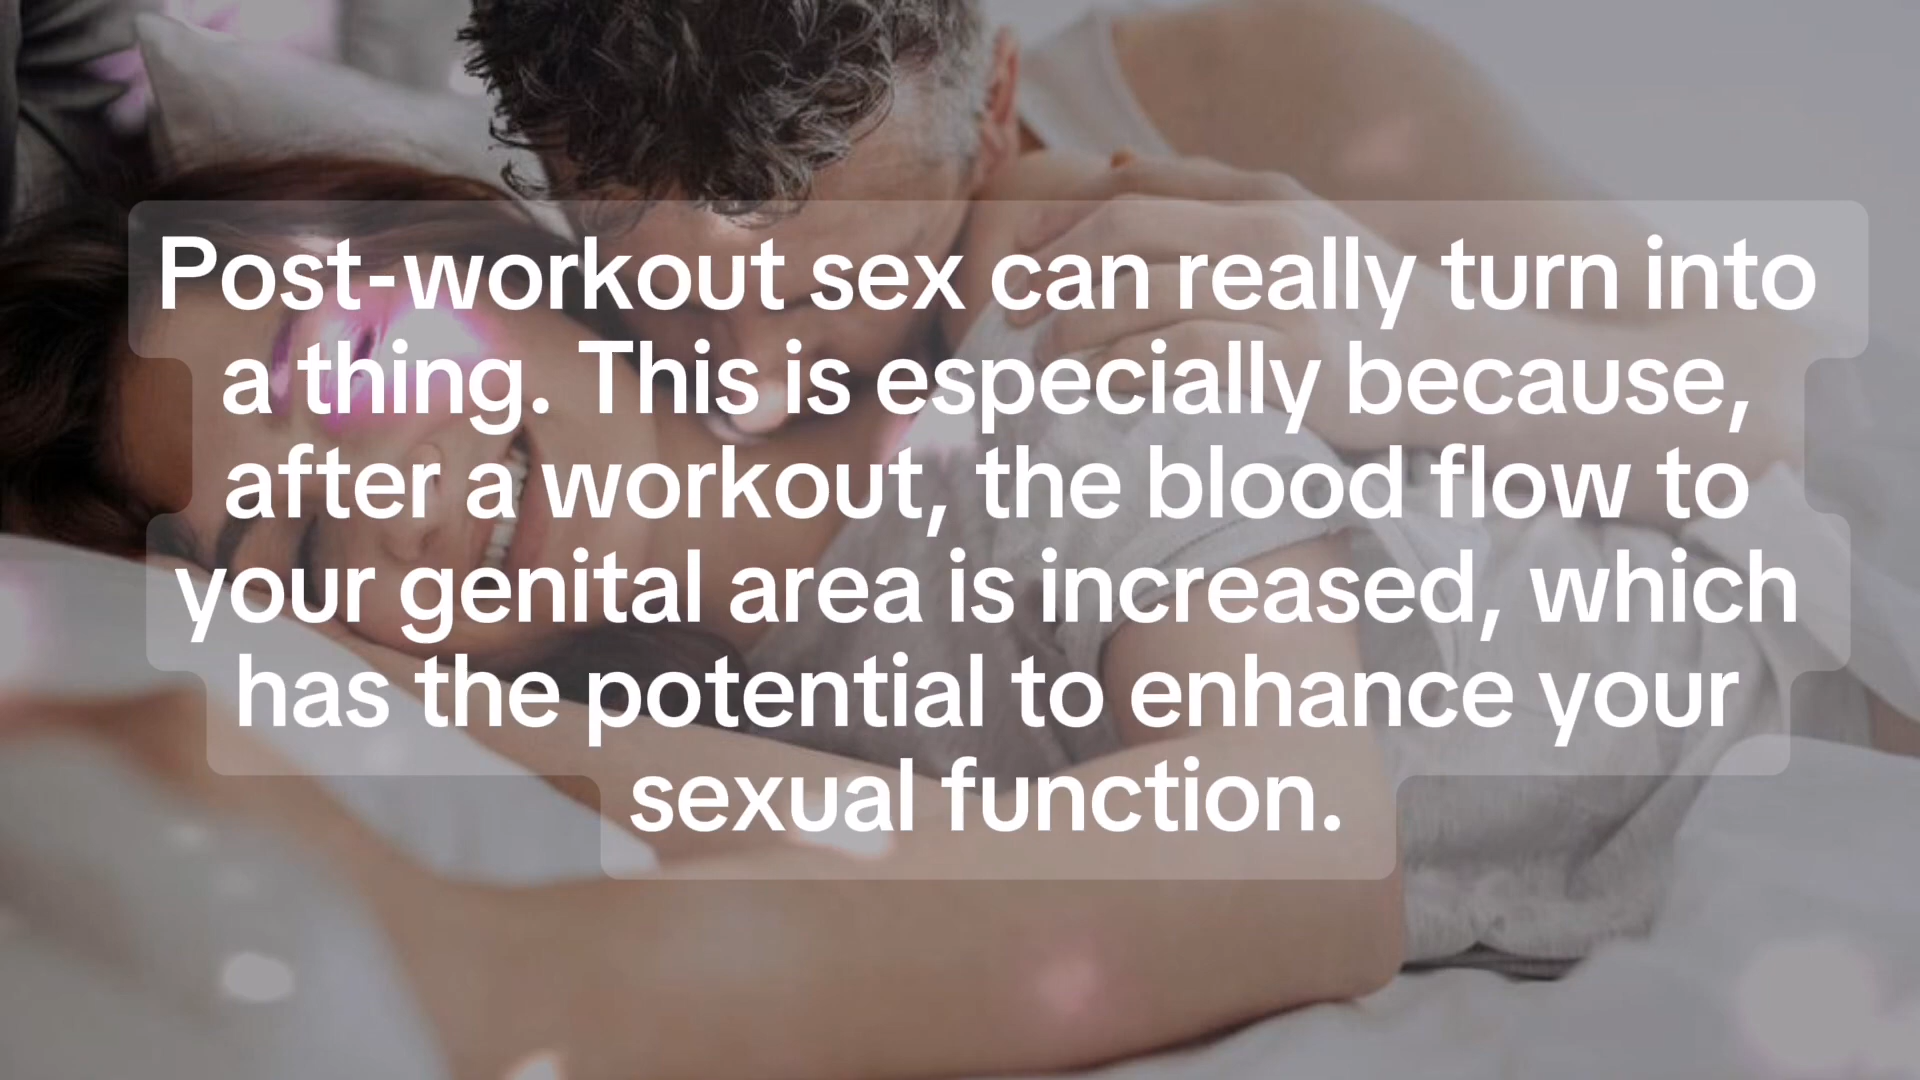 Post-workout sex can really turn into
a thing. This is especially because,
after a workout, the blood flow to
your genital area is increased, which
has the potential to enhance your
sexual function.